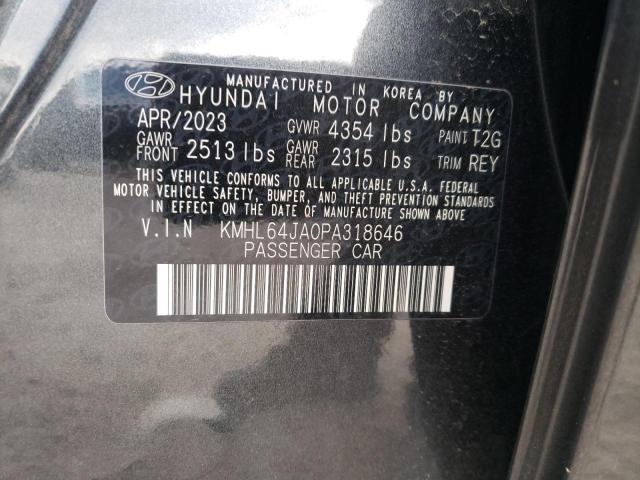 MANUFACTURED IN KOREA BY
HYUNDAI MOTOR COMPANY
APR/2023 GVWR 4354 lbs PAINT T2G
GAWR FRONT 2513 lbs GAWR REAR 2315 lbs TRIM REY
THIS VEHICLE CONFORMS TO ALL APPLICABLE U.S.A. FEDERAL
MOTOR VEHICLE SAFETY, BUMPER, AND THEFT PREVENTION STANDARDS
IN EFFECT ON THE DATE OF MANUFACTURE SHOWN ABOVE.
V.I.N KMHL64JA0PA318646
PASSENGER CAR